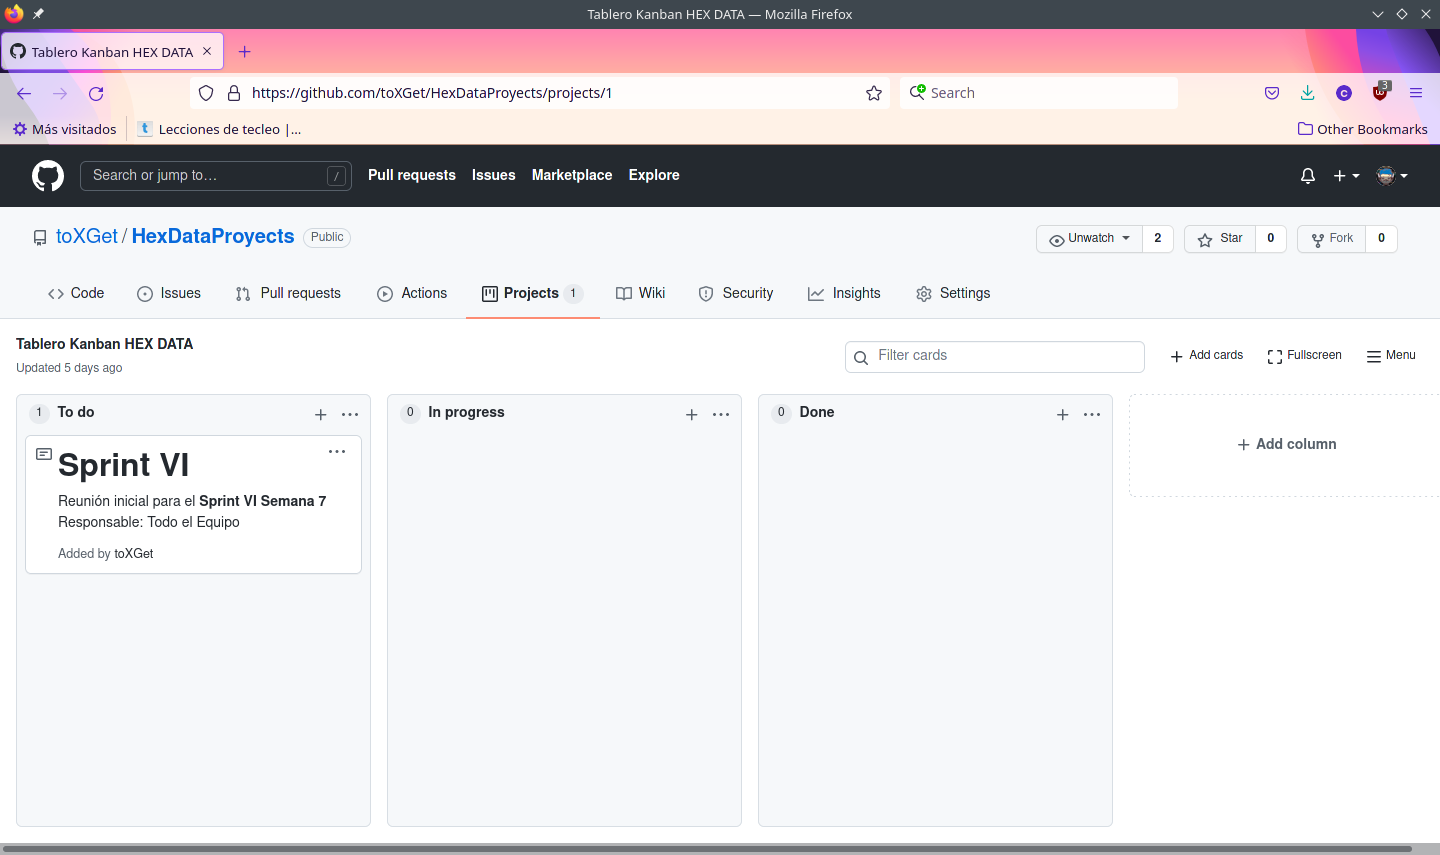 Tablero Kanban HEX DATA — Mozilla Firefox
Tablero Kanban HEX DATA
https://github.com/toXGet/HexDataProyects/projects/1
Search
C
3
Más visitados
t
Lecciones de tecleo |...
Other Bookmarks
Search or jump to...
/
Pull requests
Issues
Marketplace
Explore
toXGet / HexDataProyects
Public
Unwatch
2
Star
0
Fork
0
Code
Issues
Pull requests
Actions
Projects
1
Wiki
Security
Insights
Settings
Tablero Kanban HEX DATA
Updated 5 days ago
Filter cards
Add cards
Fullscreen
Menu
1
To do
0
In progress
0
Done
Add column
Sprint VI
Reunión inicial para el Sprint VI Semana 7
Responsable: Todo el Equipo
Added by toXGet